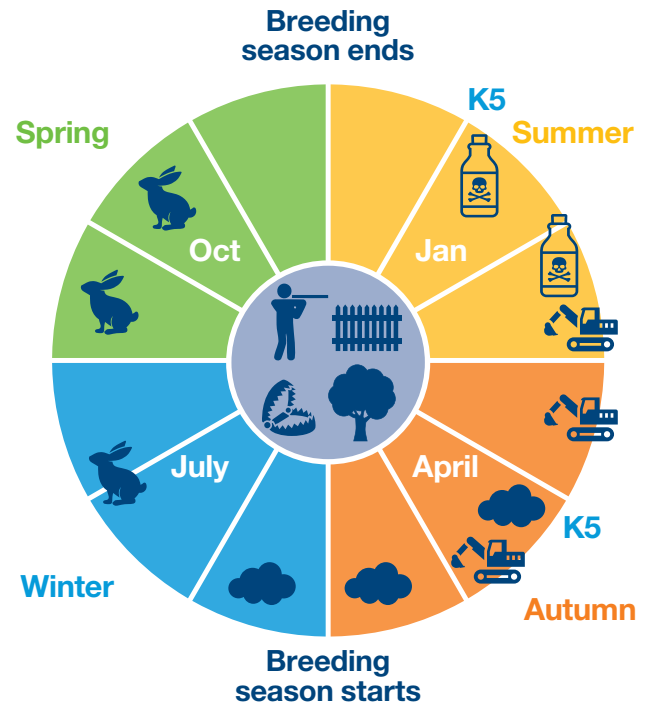 Breeding
season ends
K5
Spring
Summer
Oct
Jan
July
April
K5
Winter
Autumn
Breeding
season starts